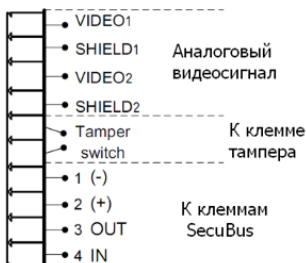 VIDEO1
SHIELD1
VIDEO2
SHIELD2
Аналоговый
видеосигнал
Tamper
switch
К клемме
тампера
1 (-)
2 (+)
3 OUT
4 IN
К клеммам
SecuBus